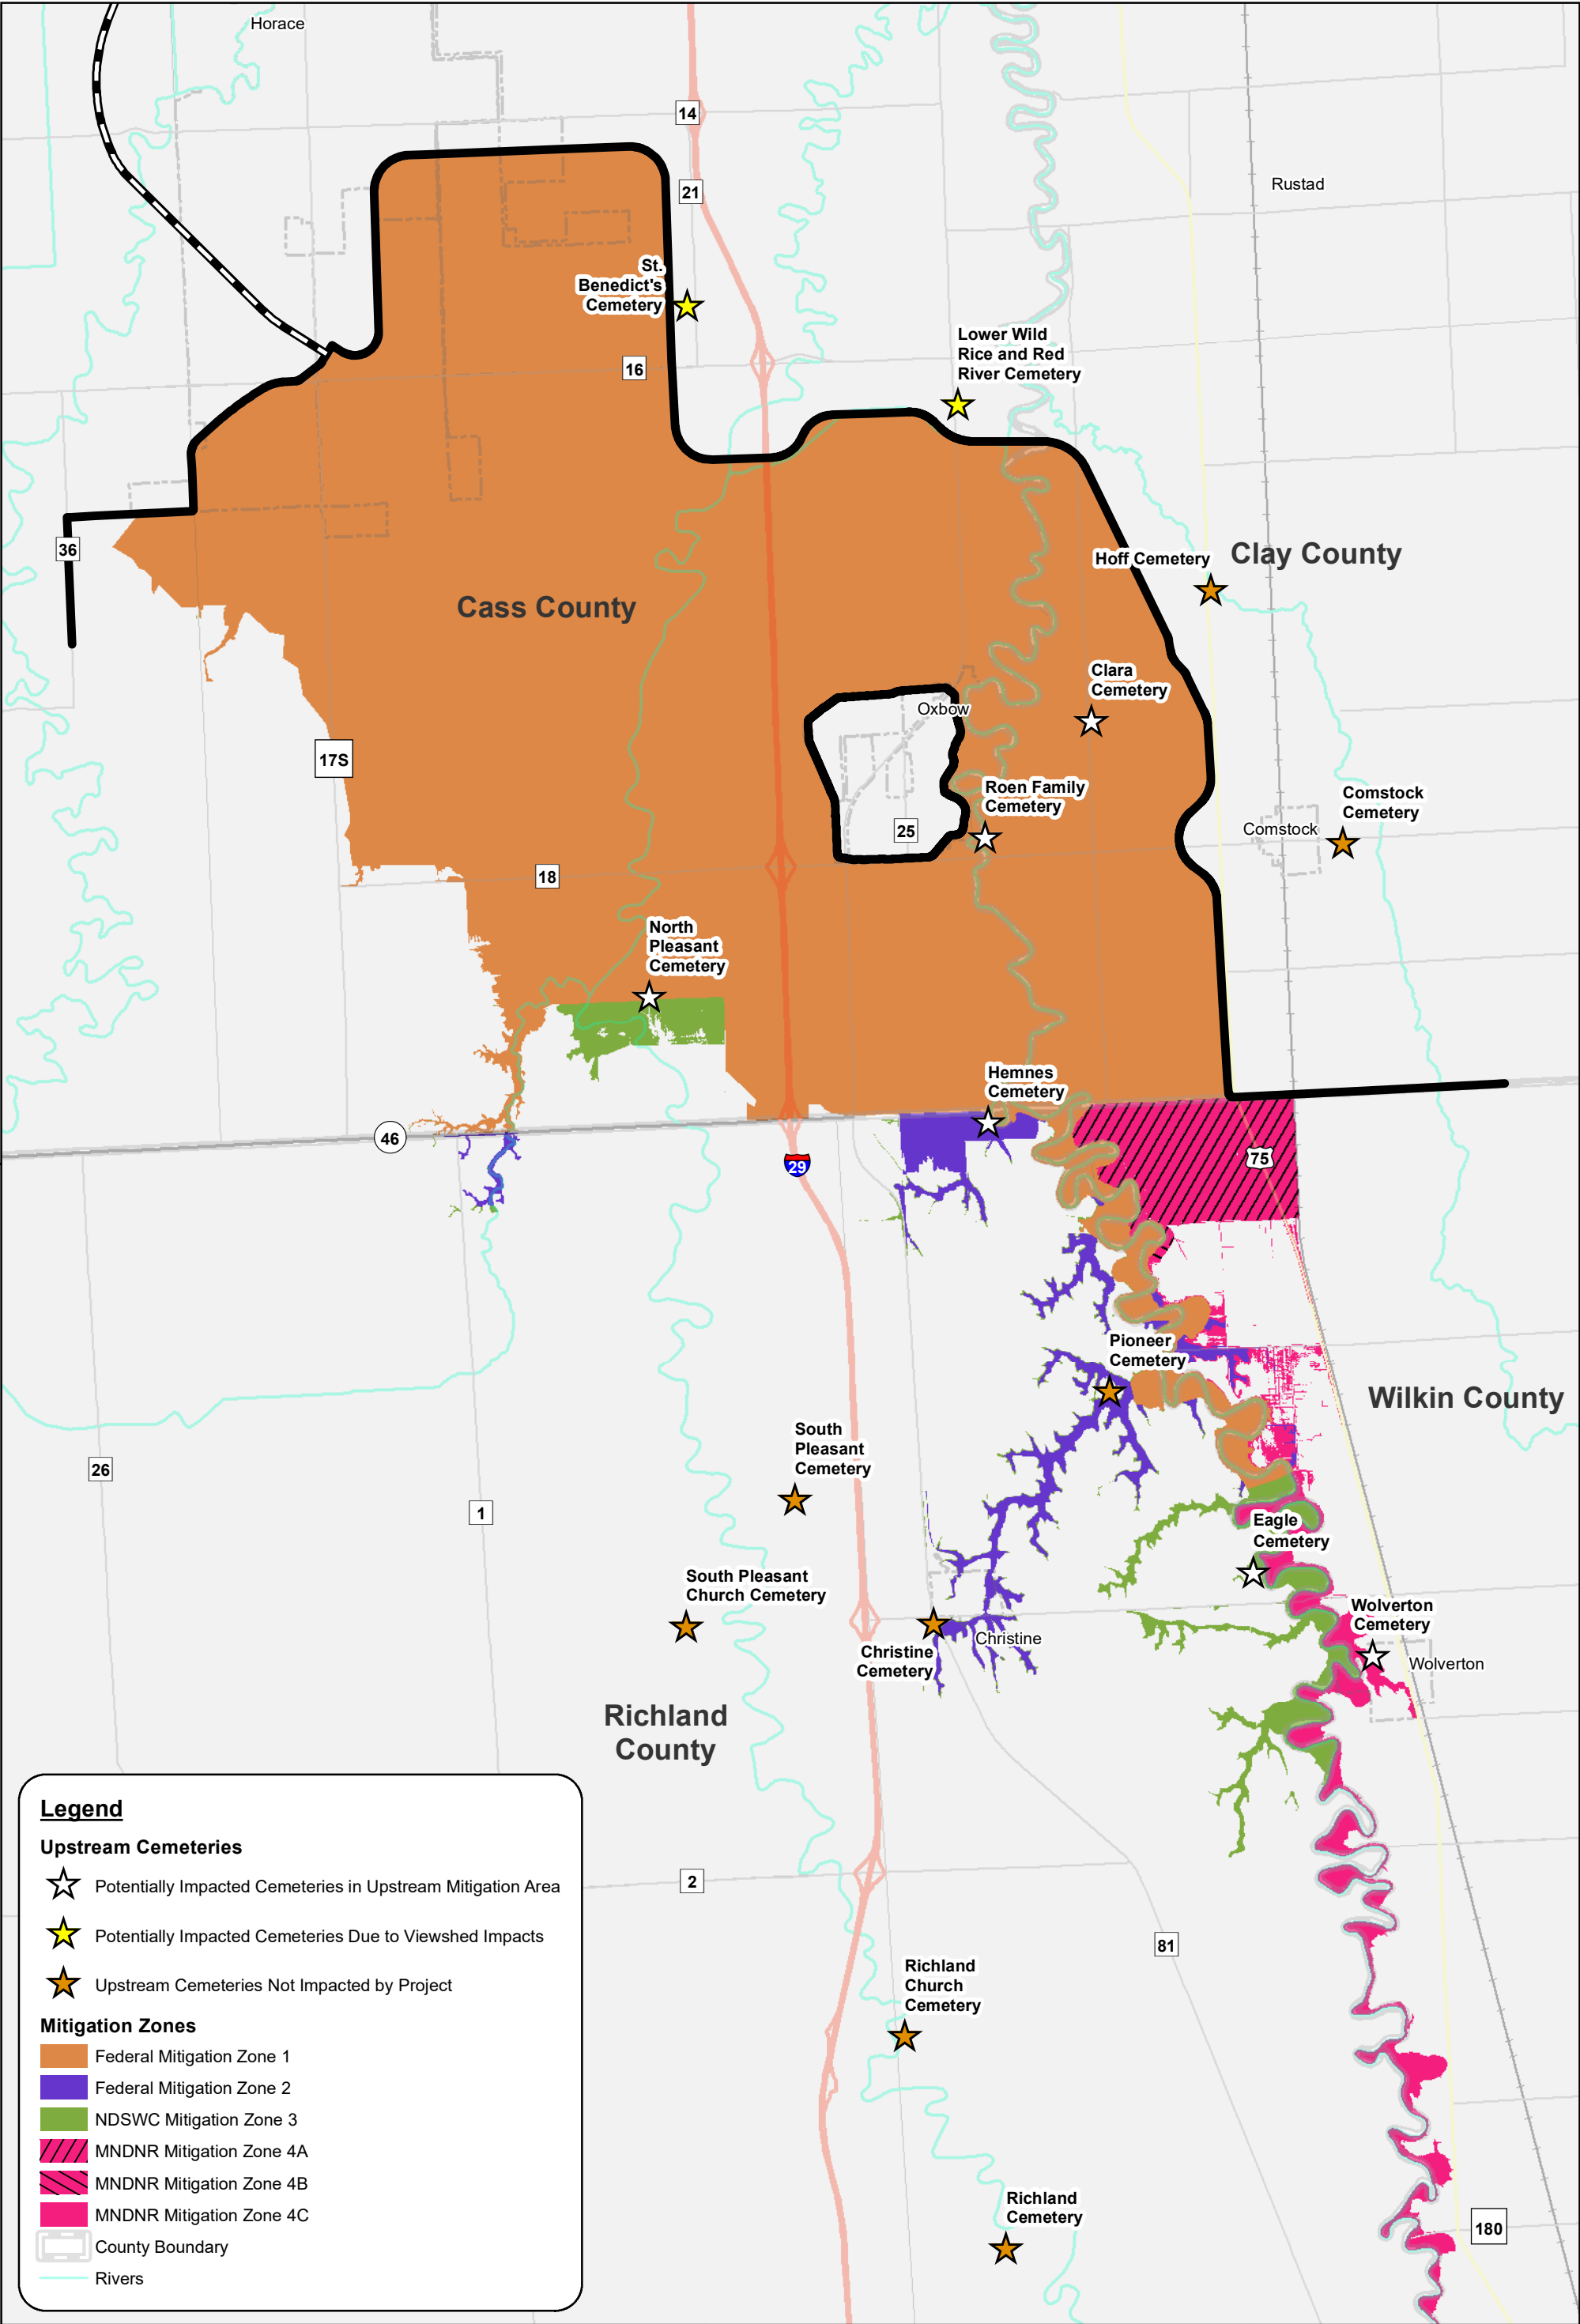 Horace
14
Rustad
21
St.
Benedict's
Cemetery
Lower Wild
Rice and Red
River Cemetery
16
36
Hoff Cemetery
Clay County
Cass County
Clara
Cemetery
Oxbow
17S
Roen Family
Cemetery
Comstock
Cemetery
Comstock
25
18
North
Pleasant
Cemetery
Hemnes
Cemetery
46
29
75
Pioneer
Cemetery
Wilkin County
South
Pleasant
Cemetery
26
1
Eagle
Cemetery
South Pleasant
Church Cemetery
Wolverton
Cemetery
Christine
Christine
Cemetery
Wolverton
Richland
County
2
81
Richland
Church
Cemetery
Richland
Cemetery
180
Legend
Upstream Cemeteries
Potentially Impacted Cemeteries in Upstream Mitigation Area
Potentially Impacted Cemeteries Due to Viewshed Impacts
Upstream Cemeteries Not Impacted by Project
Mitigation Zones
Federal Mitigation Zone 1
Federal Mitigation Zone 2
NDSWC Mitigation Zone 3
MNDNR Mitigation Zone 4A
MNDNR Mitigation Zone 4B
MNDNR Mitigation Zone 4C
County Boundary
Rivers